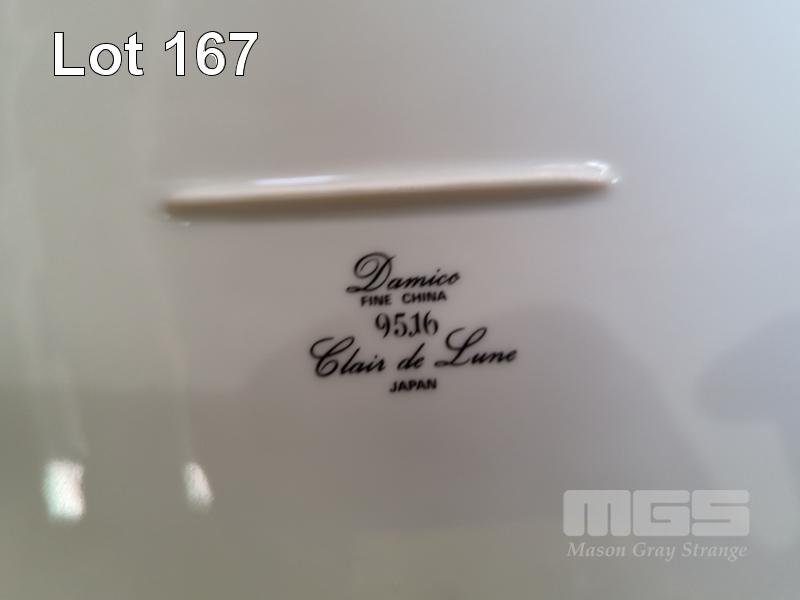 Lot 167
Damico
FINE CHINA
9516
Clair de Lune
JAPAN
MGS
Mason Gray Strange